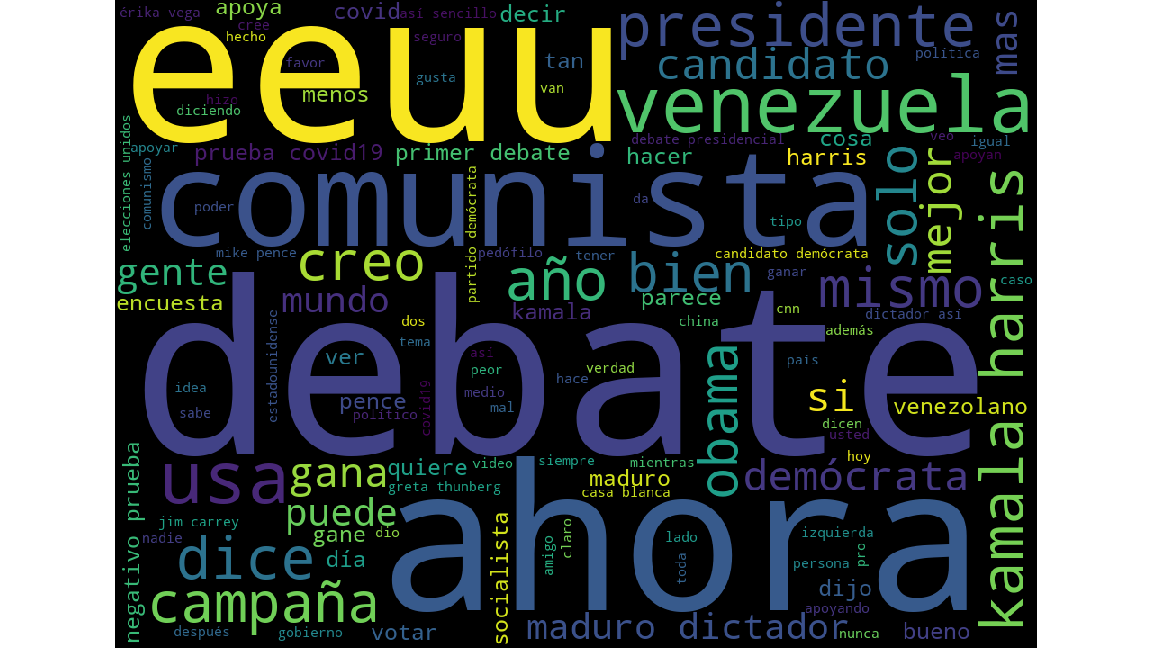 érika vega
apoya
covid
así sencillo
decir
presidente
mas
cree
hecho
seguro
eeuu
favor
gusta
tan
candidato
política
hizo
menos
van
venezuela
diciendo
elecciones unidos
apoyar
prueba covid19
primer debate
debate presidencial
hacer
cosa
harris
veo
igual
apoyan
comunismo
comunista
solo
mejor
kamala harris
poder
da
tipo
partido demócrata
mike pence
pedófilo
tener
candidato demócrata
gente
creo
año
bien
ganar
mismo
caso
encuesta
mundo
kamala
parece
cnn
dictador así
dos
china
además
estadounidense
debate
tema
ver
así
peor
verdad
país
idea
hace
obama
si
sabe
pence
medio
mal
venezolano
político
covid19
dicen
usted
negativo prueba
usa
gana
quiere
video
siempre
mientras
hoy
greta thunberg
maduro
casa blanca
demócrata
puede
jim carrey
nadie
gane
dio
socialista
ahora
amigo
claro
lado
toda
izquierda
pro
dice
día
persona
campaña
dijo
apoyando
después
gobierno
votar
maduro dictador
nunca
bueno